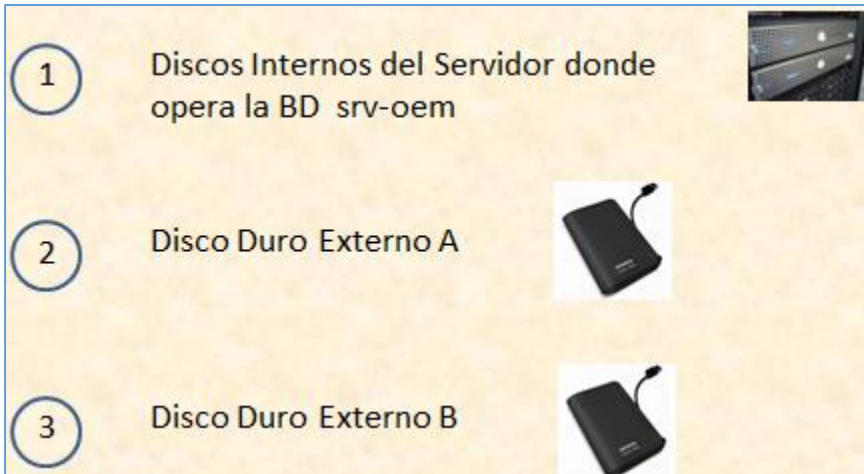 1
Discos Internos del Servidor donde
opera la BD srv-oem
2
Disco Duro Externo A
3
Disco Duro Externo B